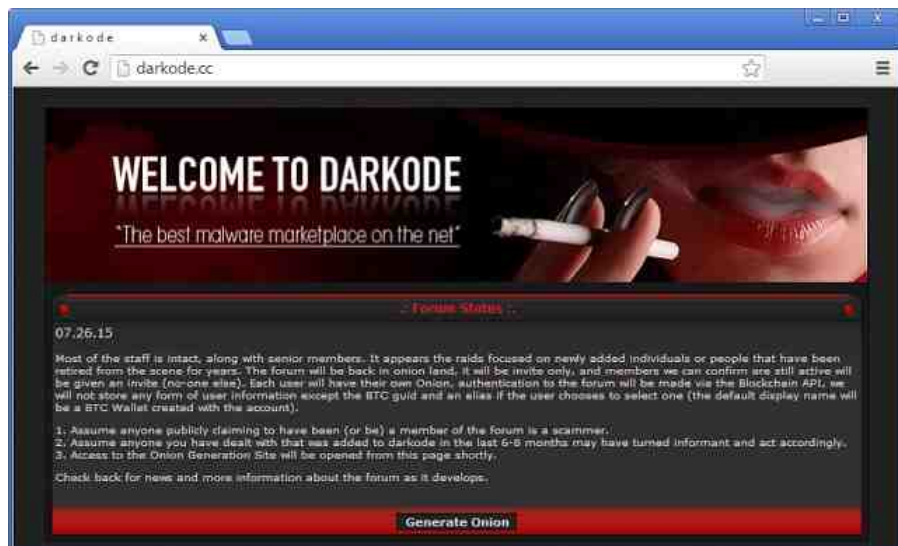 darkode
darkode.cc
WELCOME TO DARKODE
"The best malware marketplace on the net"
.: Forum Status :.
07.26.15
Most of the staff is intact, along with senior members. It appears the raids focused on newly added individuals or people that have been
retired from the scene for years. The forum will be back in onion land. It will be invite only, and members we can confirm are still active will
be given an invite (no-one else). Each user will have their own Onion, authentication to the forum will be made via the Blockchain API, we
will not store any form of user information except the BTC guid and an alias if the user chooses to select one (the default display name will
be a BTC Wallet created with the account).
1. Assume anyone publicly claiming to have been (or be) a member of the forum is a scammer.
2. Assume anyone you have dealt with that was added to darkode in the last 6-8 months may have turned informant and act accordingly.
3. Access to the Onion Generation Site will be opened from this page shortly.
Check back for news and more information about the forum as it develops.
Generate Onion